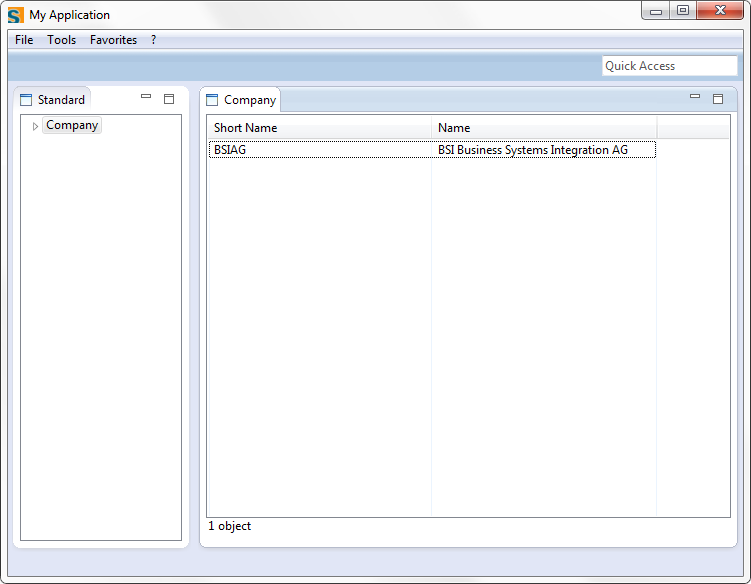 My Application
File Tools Favorites ?
Quick Access
Standard
Company
Company
Short Name Name
BSIAG BSI Business Systems Integration AG
1 object